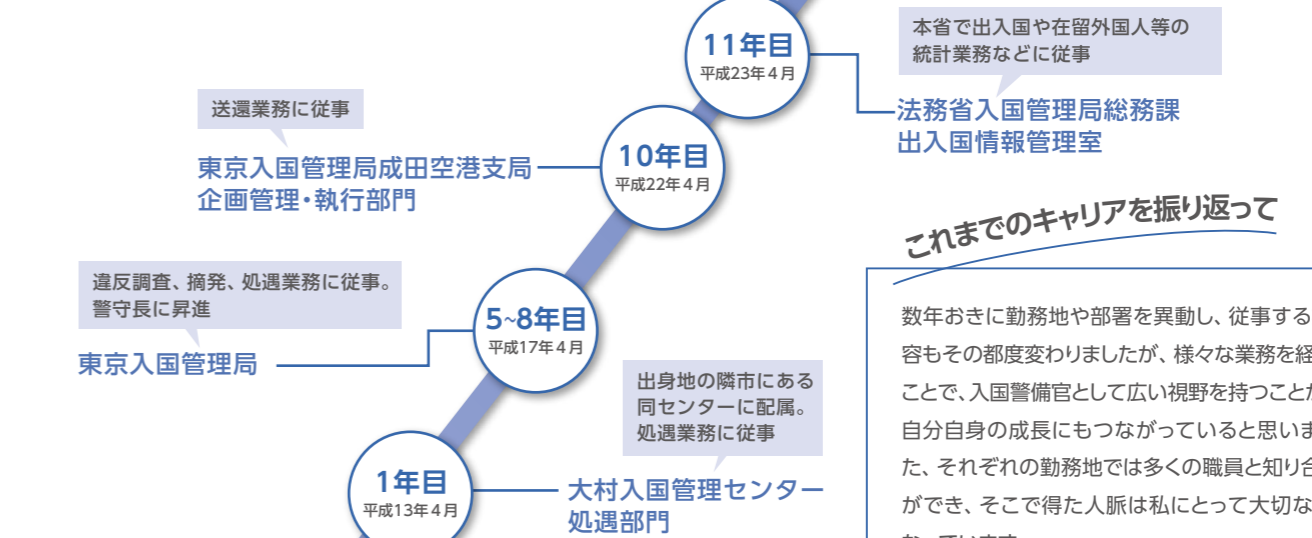 11年目
平成23年4月
本省で出入国や在留外国人等の
統計業務などに従事
法務省入国管理局総務課
出入国情報管理室
送還業務に従事
東京入国管理局成田空港支局
企画管理・執行部門
10年目
平成22年4月
違反調査、摘発、処遇業務に従事。
警守長に昇進
東京入国管理局
5~8年目
平成17年4月
出身地の隣市にある
同センターに配属。
処遇業務に従事
1年目
平成13年4月
大村入国管理センター
処遇部門
これまでのキャリアを振り返って
数年おきに勤務地や部署を異動し、従事する
容もその都度変わりましたが、様々な業務を経
ことで、入国警備官として広い視野を持つことが
自分自身の成長にもつながっていると思いま
た、それぞれの勤務地では多くの職員と知り合
ができ、そこで得た人脈は私にとって大切な